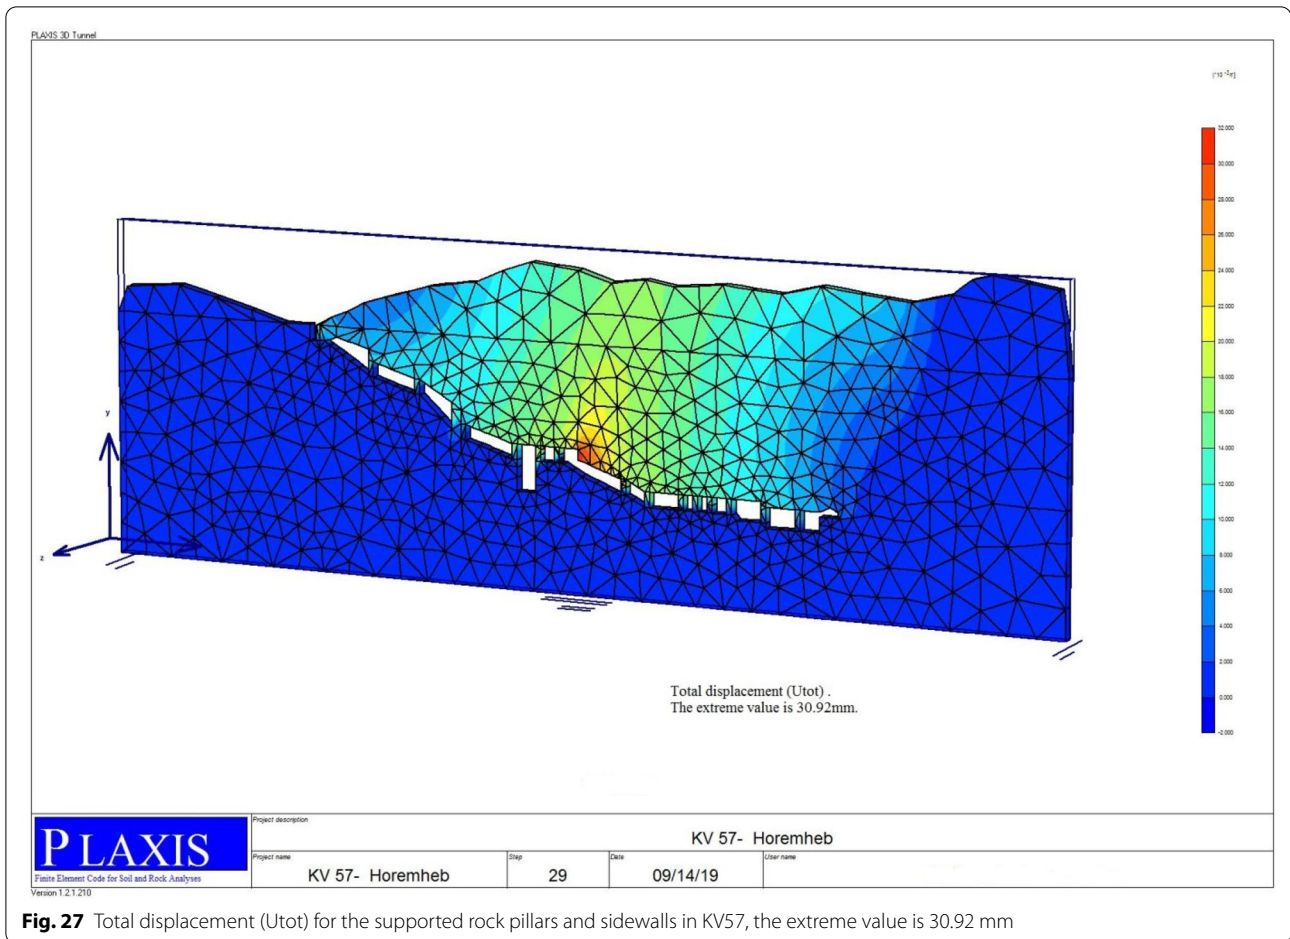 PLAXIS 3D Tunnel
[*10 -3m]
32.000
30.000
28.000
26.000
24.000
22.000
20.000
18.000
16.000
14.000
12.000
10.000
8.000
6.000
4.000
2.000
0.000
-2.000
y
z
Total displacement (Utot) .
The extreme value is 30.92mm.
PLAXIS
Finite Element Code for Soil and Rock Analyses
Version 1.2.1.210
Project description
KV 57- Horemheb
Project name
KV 57- Horemheb
Step
29
Date
09/14/19
User name
Fig. 27 Total displacement (Utot) for the supported rock pillars and sidewalls in KV57, the extreme value is 30.92 mm